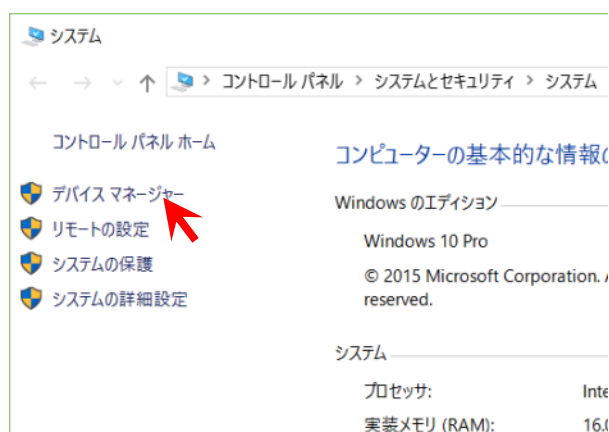 システム
コントロール パネル > システムとセキュリティ > システム
コントロール パネル ホーム
デバイス マネージャー
リモートの設定
システムの保護
システムの詳細設定
コンピューターの基本的な情報の
Windows のエディション
Windows 10 Pro
© 2015 Microsoft Corporation. A
reserved.
システム
プロセッサ: Inte
実装メモリ (RAM): 16.0